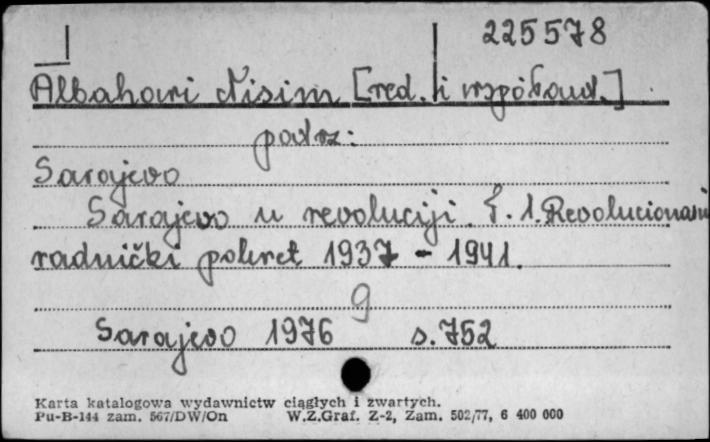 225578
Albahari Nisim [red. i współaut.]
patrz:
Sarajevo
Sarajevo u revoluciji. T. 1. Revolucionarni
radnički pokret 1937 - 1941.
9
Sarajevo 1976 s. 752
Karta katalogowa wydawnictw ciągłych i zwartych.
Pu-B-144 zam. 567/DW/On W.Z.Graf. Z-2, Zam. 502/77, 6 400 000